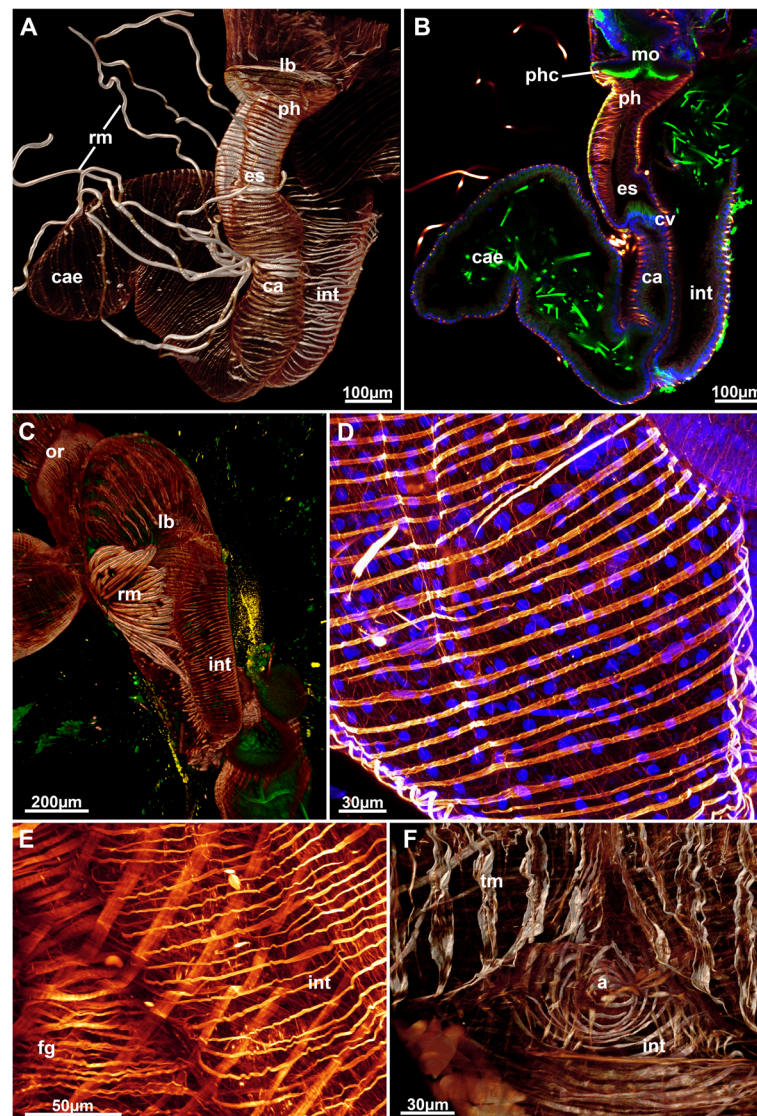 A
lb
ph
rm
es
cae
ca
int
100µm
B
mo
phc
ph
es
cv
cae
ca
int
100µm
C
or
lb
rm
int
200µm
D
30µm
E
int
fg
50µm
F
tm
a
int
30µm